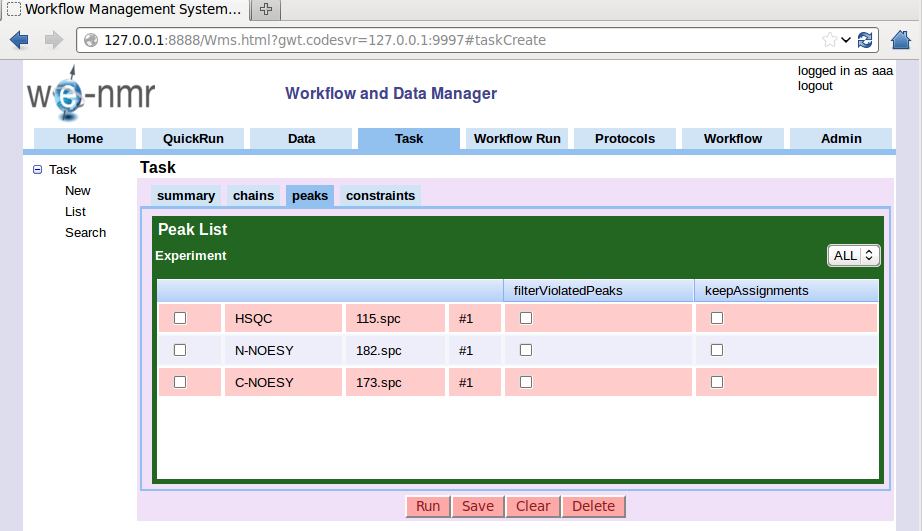 Workflow Management System...
127.0.0.1:8888/Wms.html?gwt.codesvr=127.0.0.1:9997#taskCreate
we-nmr
Workflow and Data Manager
logged in as aaa
logout
Home QuickRun Data Task Workflow Run Protocols Workflow Admin
Task
New
List
Search
Task
summary chains peaks constraints
Peak List
Experiment ALL
filterViolatedPeaks keepAssignments
HSQC 115.spc #1
N-NOESY 182.spc #1
C-NOESY 173.spc #1
Run Save Clear Delete